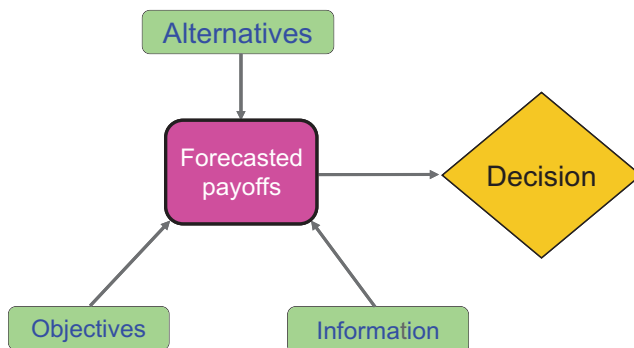 Alternatives
Forecasted
payoffs
Decision
Objectives
Information